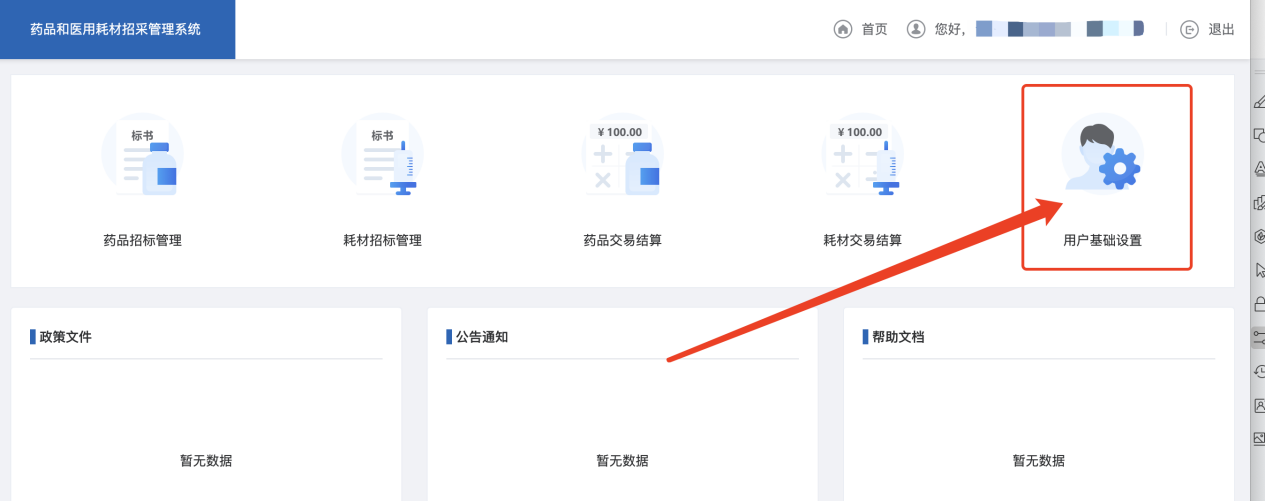 药品和医用耗材招采管理系统
首页
您好,
退出
标书
标书
¥ 100.00
¥ 100.00
药品招标管理
耗材招标管理
药品交易结算
耗材交易结算
用户基础设置
政策文件
公告通知
帮助文档
暂无数据
暂无数据
暂无数据